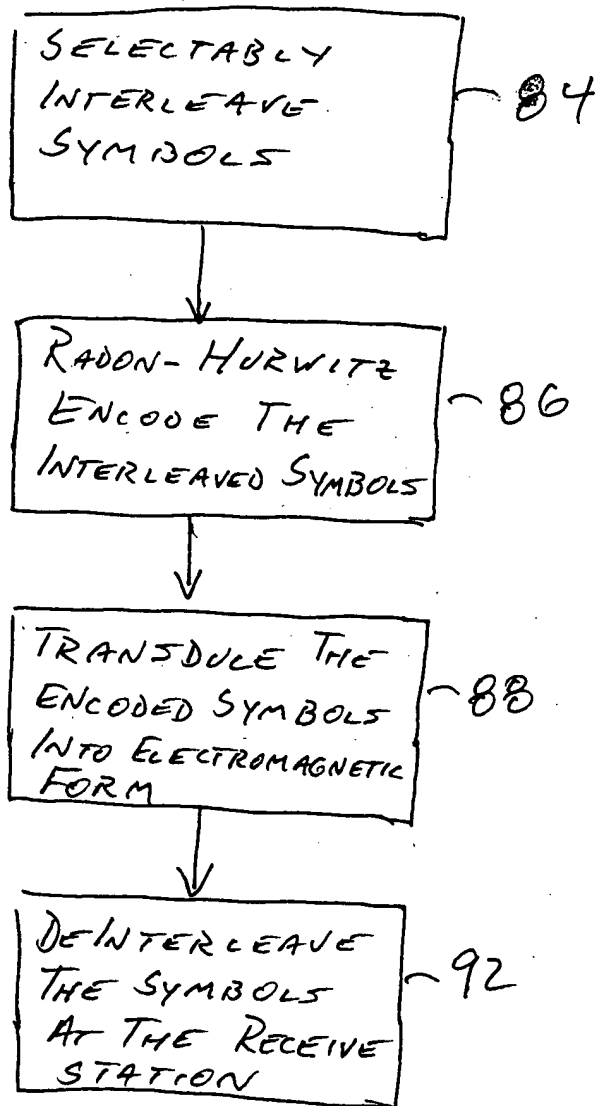 SELECTABLY
INTERLEAVE
SYMBOLS
84
RADON-HURWITZ
ENCODE THE
INTERLEAVED SYMBOLS
86
TRANSDUCE THE
ENCODED SYMBOLS
INTO ELECTROMAGNETIC
FORM
88
DEINTERLEAVE
THE SYMBOLS
AT THE RECEIVE
STATION
92